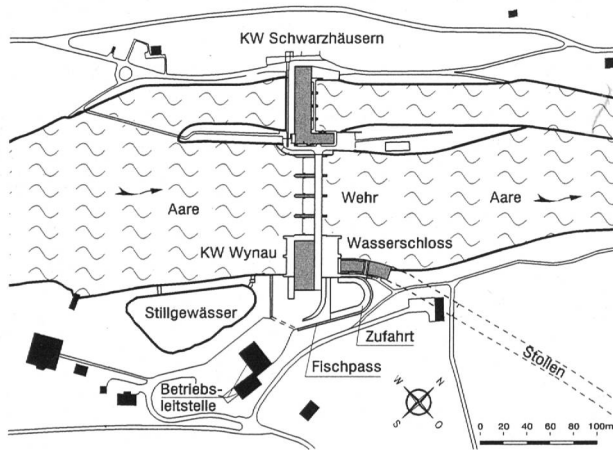 KW Schwarzhäusern
Aare
Wehr
Aare
KW Wynau
Wasserschloss
Stillgewässer
Zufahrt
Stollen
Fischpass
Betriebs-
leitstelle
W N
S O
0 20 40 60 80 100m